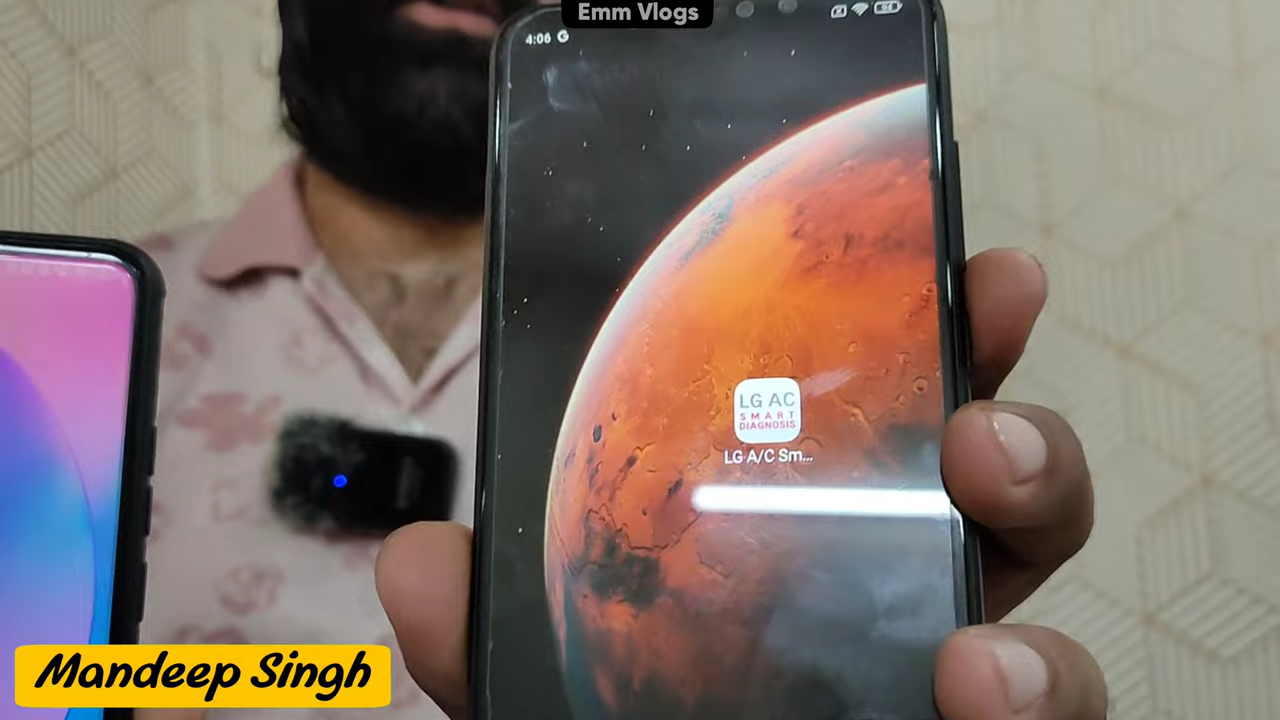 Emm Vlogs
4:06 G
LG AC
SMART
DIAGNOSIS
LG A/C Sm...
Mandeep Singh